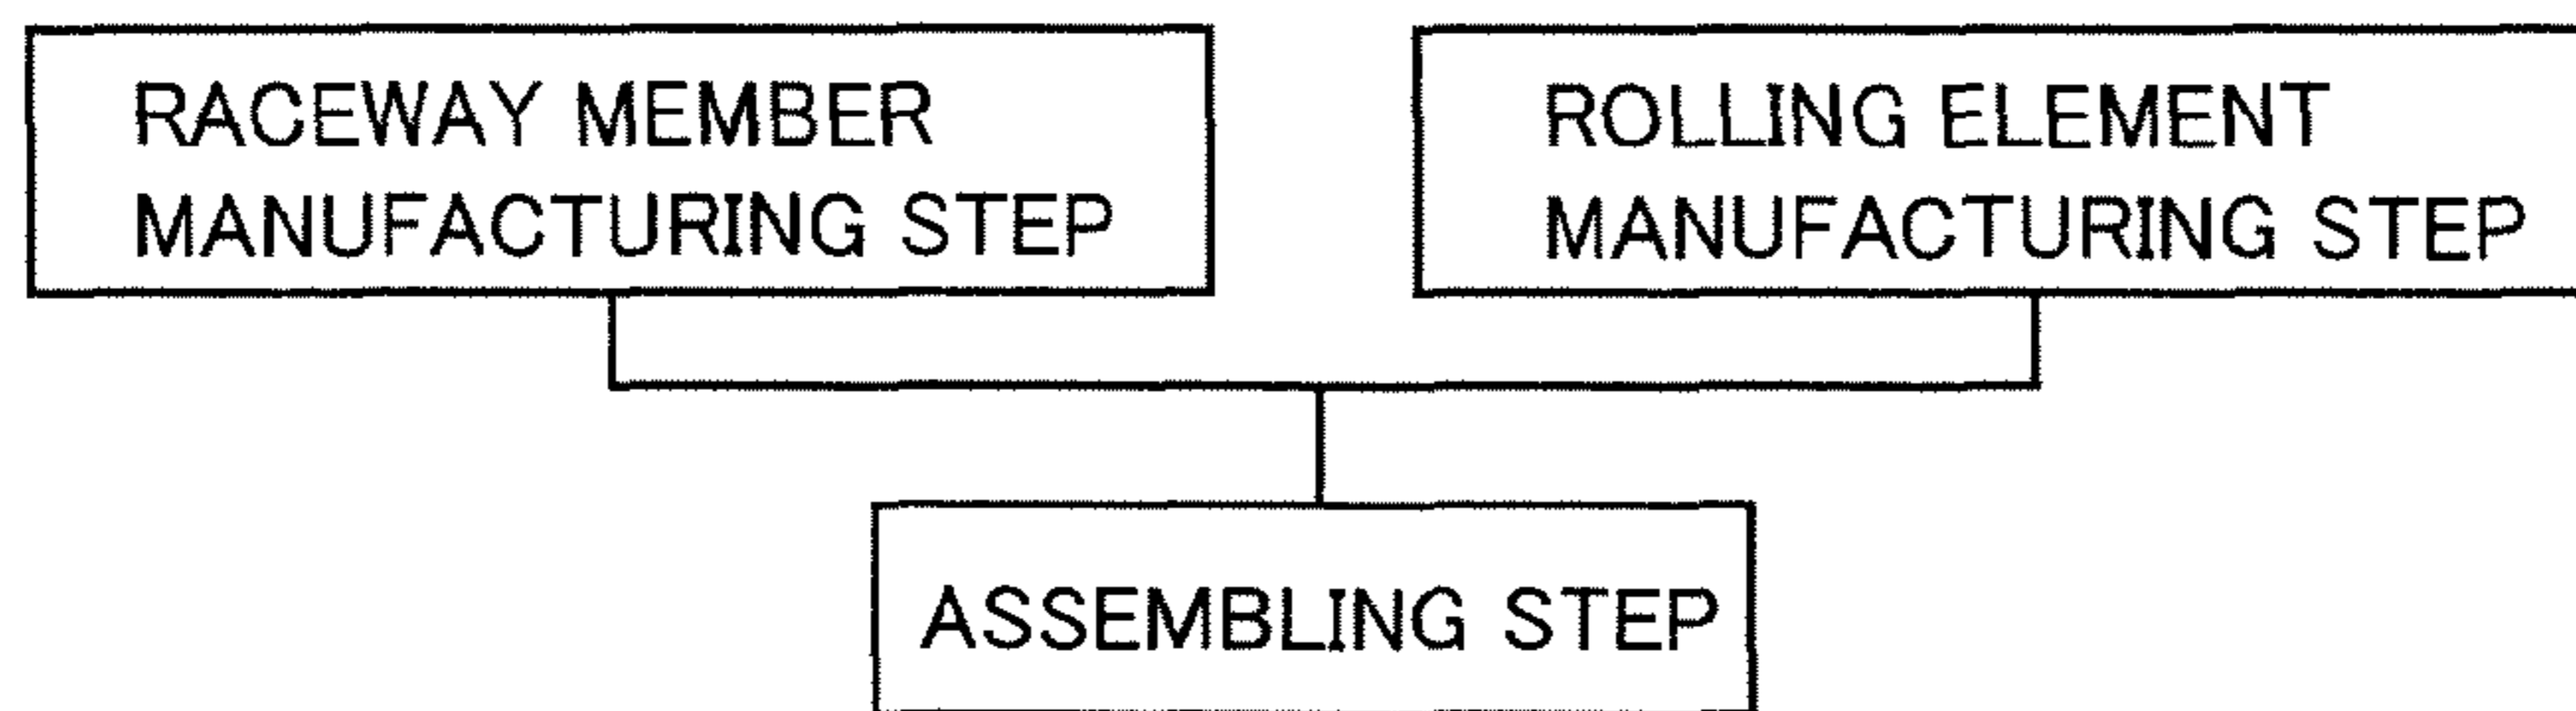 RACEWAY MEMBER
MANUFACTURING STEP
ROLLING ELEMENT
MANUFACTURING STEP
ASSEMBLING STEP